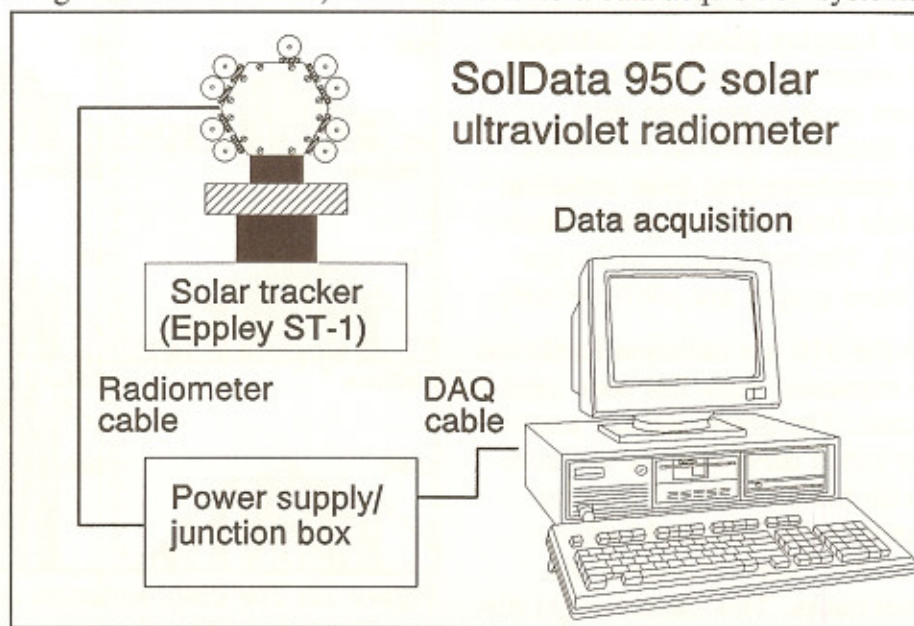 SolData 95C solar
ultraviolet radiometer
Data acquisition
Solar tracker
(Eppley ST-1)
Radiometer
cable
DAQ
cable
Power supply/
junction box